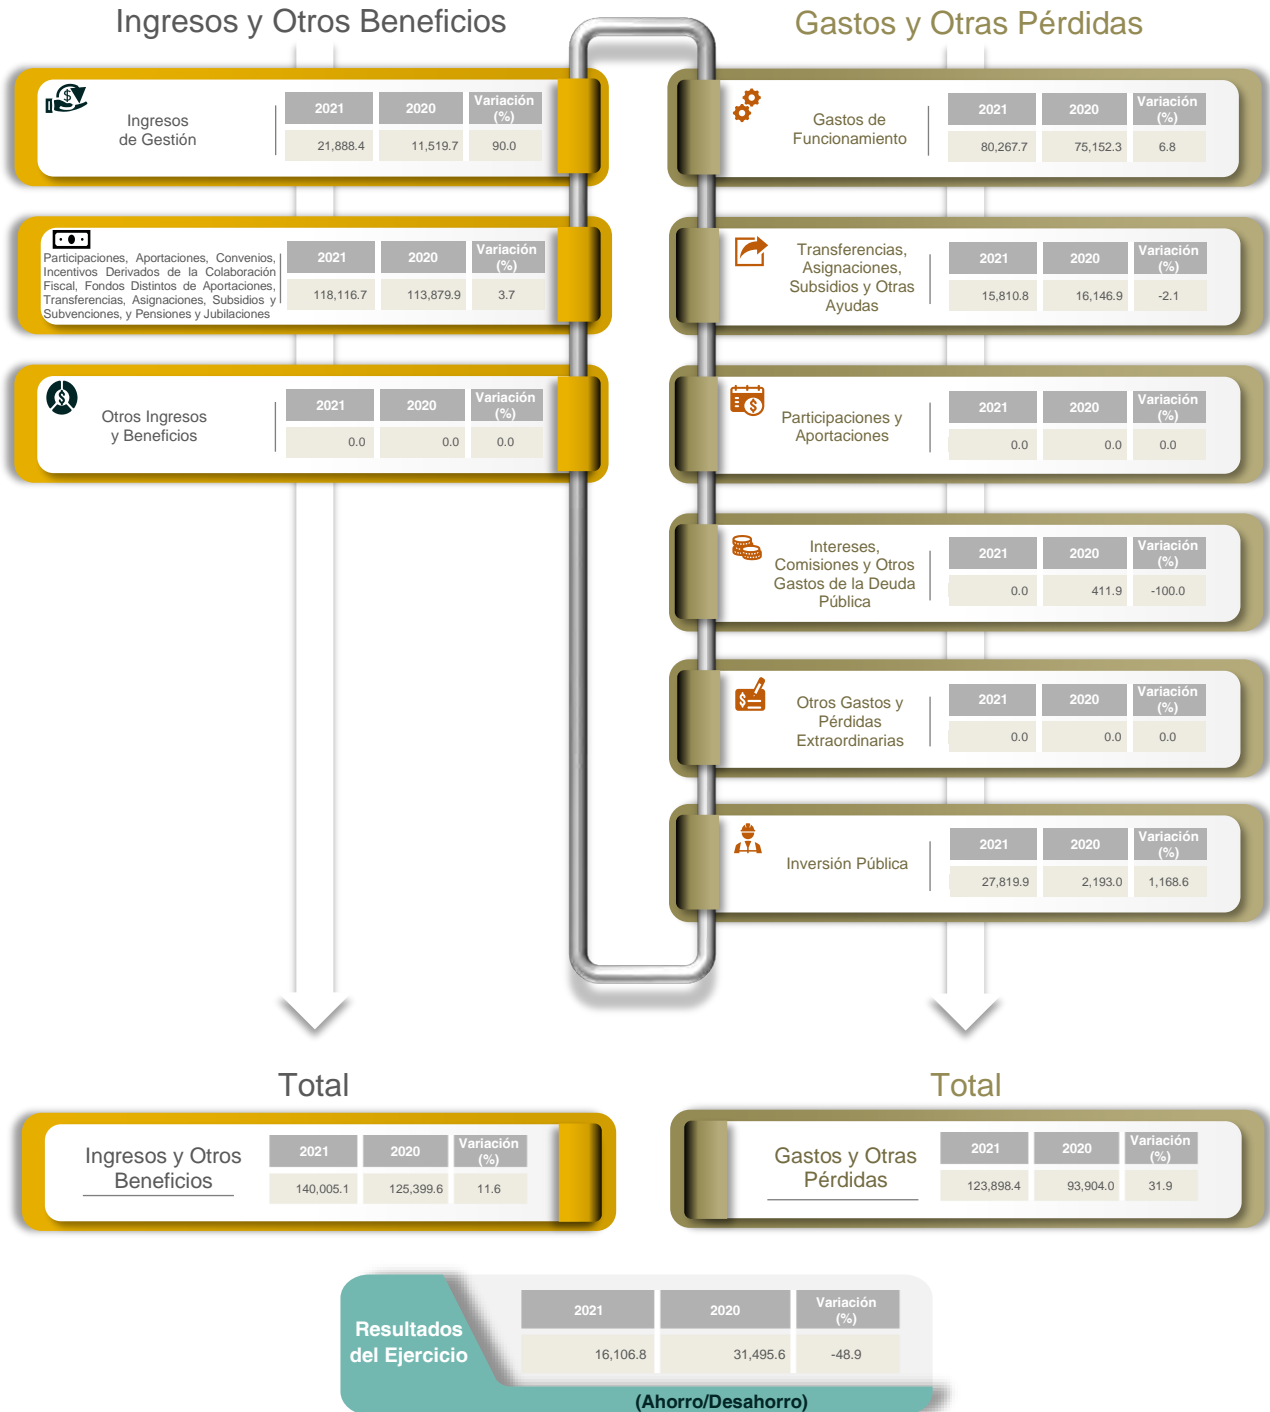 Ingresos y Otros Beneficios
Ingresos
de Gestión
2021 2020 Variación (%)
21,888.4 11,519.7 90.0
Participaciones, Aportaciones, Convenios,
Incentivos Derivados de la Colaboración
Fiscal, Fondos Distintos de Aportaciones,
Transferencias, Asignaciones, Subsidios y
Subvenciones, y Pensiones y Jubilaciones
2021 2020 Variación (%)
118,116.7 113,879.9 3.7
Otros Ingresos
y Beneficios
2021 2020 Variación (%)
0.0 0.0 0.0
Gastos y Otras Pérdidas
Gastos de
Funcionamiento
2021 2020 Variación (%)
80,267.7 75,152.3 6.8
Transferencias,
Asignaciones,
Subsidios y Otras
Ayudas
2021 2020 Variación (%)
15,810.8 16,146.9 -2.1
Participaciones y
Aportaciones
2021 2020 Variación (%)
0.0 0.0 0.0
Intereses,
Comisiones y Otros
Gastos de la Deuda
Pública
2021 2020 Variación (%)
0.0 411.9 -100.0
Otros Gastos y
Pérdidas
Extraordinarias
2021 2020 Variación (%)
0.0 0.0 0.0
Inversión Pública
2021 2020 Variación (%)
27,819.9 2,193.0 1,168.6
Total
Ingresos y Otros
Beneficios
2021 2020 Variación (%)
140,005.1 125,399.6 11.6
Total
Gastos y Otras
Pérdidas
2021 2020 Variación (%)
123,898.4 93,904.0 31.9
Resultados
del Ejercicio
2021 2020 Variación (%)
16,106.8 31,495.6 -48.9
(Ahorro/Desahorro)